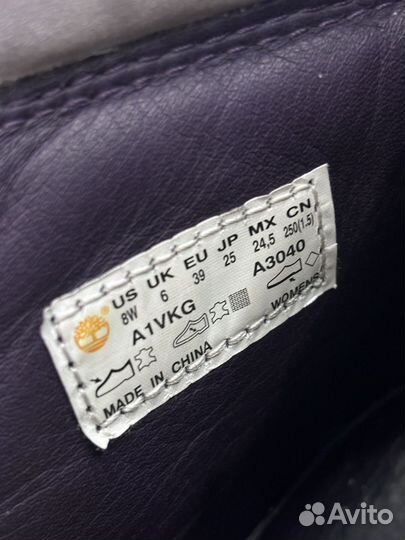 US UK EU JP MX CN
8W 6 39 25 24,5 250(1.5)
A1VKG A3040
WOMENS
MADE IN CHINA
Avito